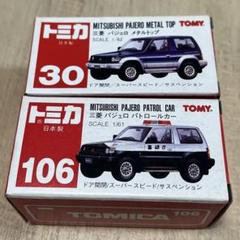 トミカ
日本製
30
MITSUBISHI PAJERO METAL TOP
TOMY
SCALE 1/62
三菱 パジェロ メタルトップ
ドア開閉/スーパースピード/サスペンション
トミカ
日本製
106
MITSUBISHI PAJERO PATROL CAR
TOMY
SCALE 1/61
三菱 パジェロ パトロールカー
ドア開閉/スーパースピード/サスペンション
TOMICA 106